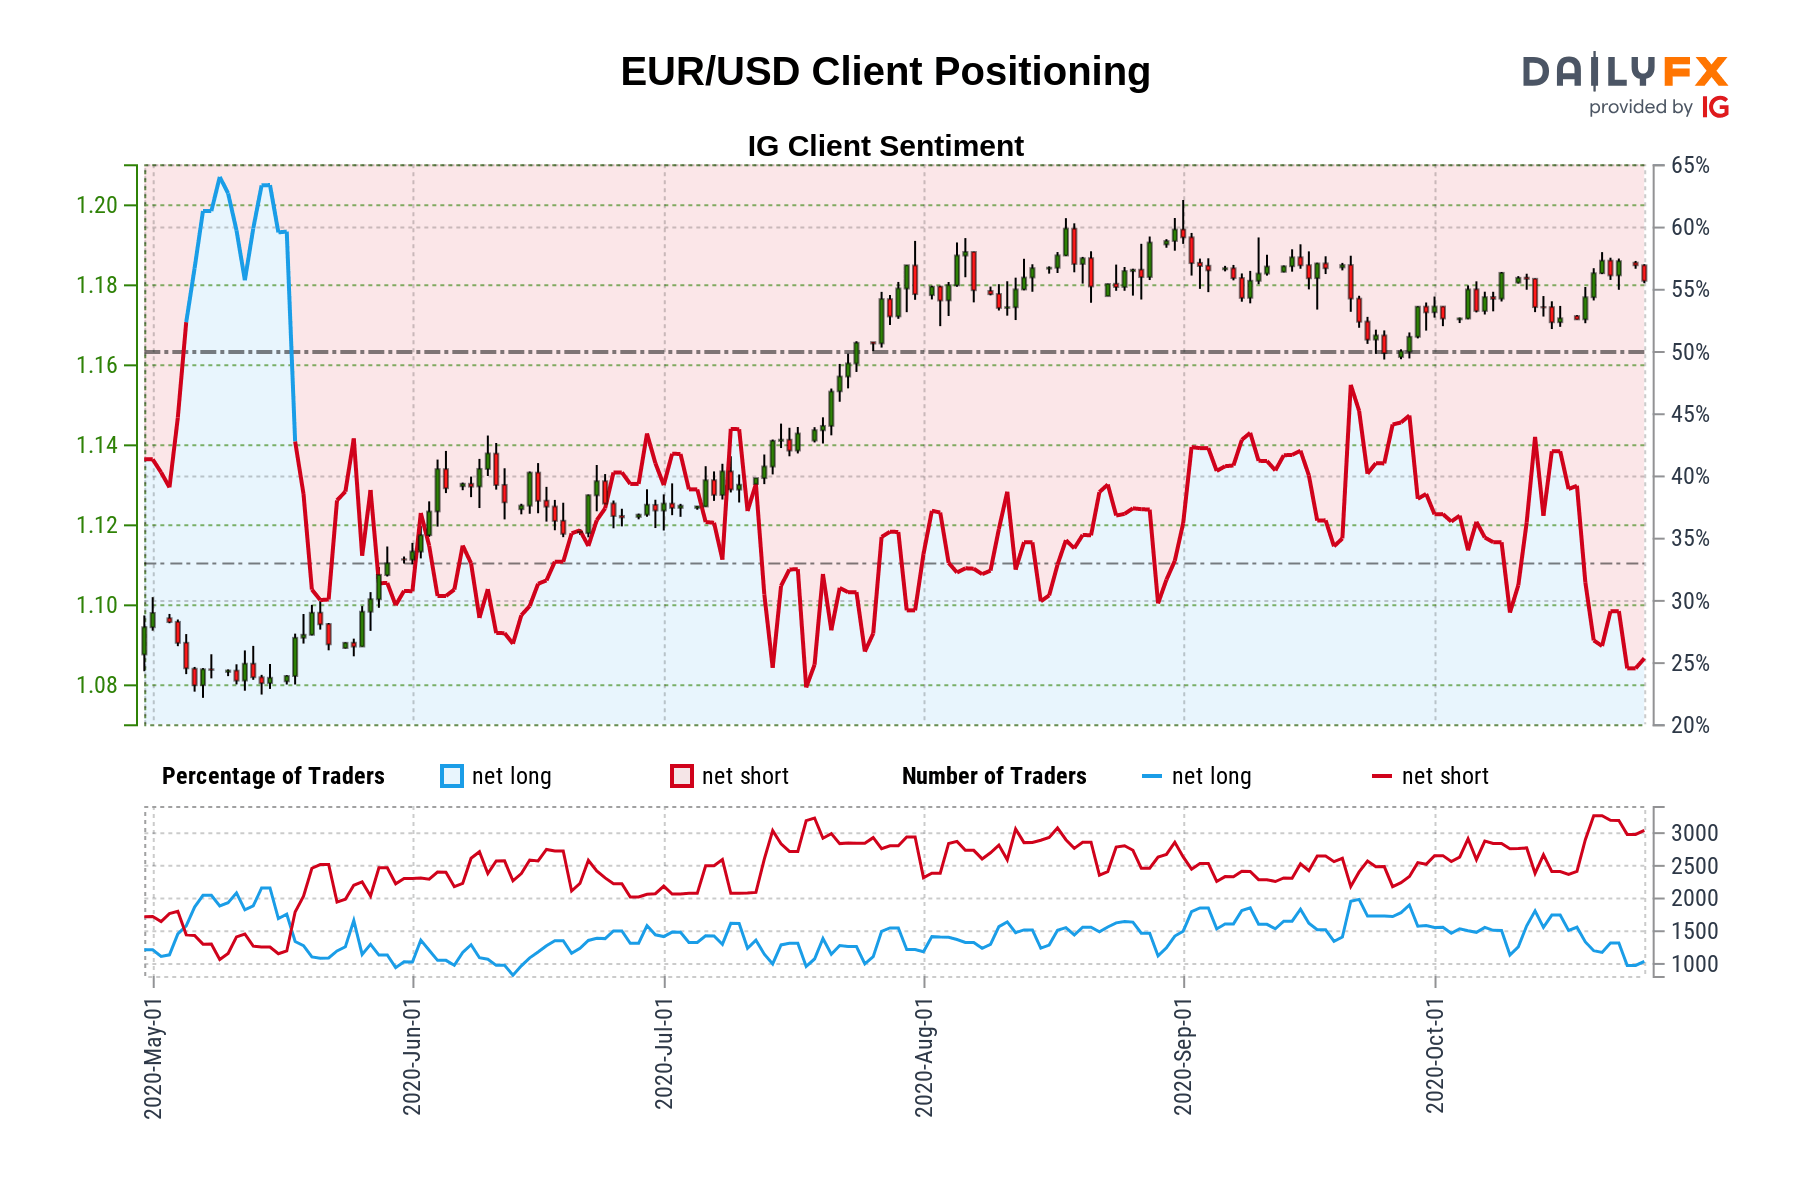 EUR/USD Client Positioning
DAILYFX
provided by IG
IG Client Sentiment
1.20
1.18
1.16
1.14
1.12
1.10
1.08
65%
60%
55%
50%
45%
40%
35%
30%
25%
20%
Percentage of Traders net long net short Number of Traders net long net short
3000
2500
2000
1500
1000
2020-May-01
2020-Jun-01
2020-Jul-01
2020-Aug-01
2020-Sep-01
2020-Oct-01